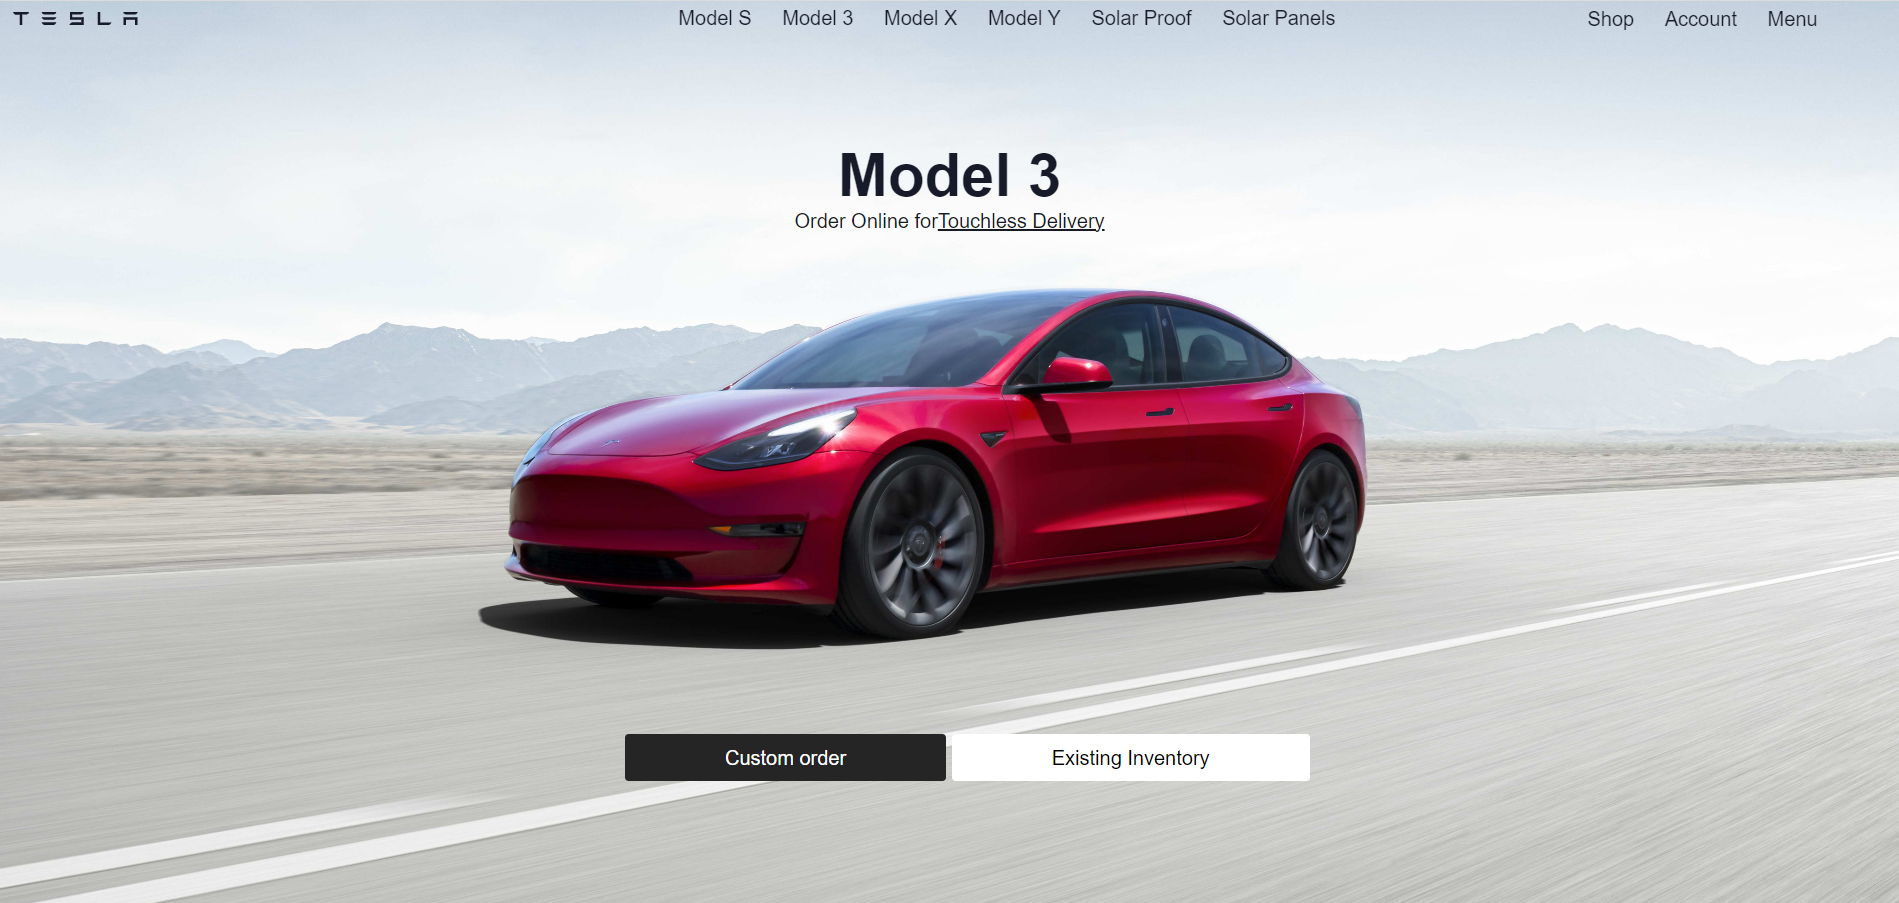 TESLA
Model S Model 3 Model X Model Y Solar Proof Solar Panels
Shop Account Menu
Model 3
Order Online forTouchless Delivery
Custom order
Existing Inventory